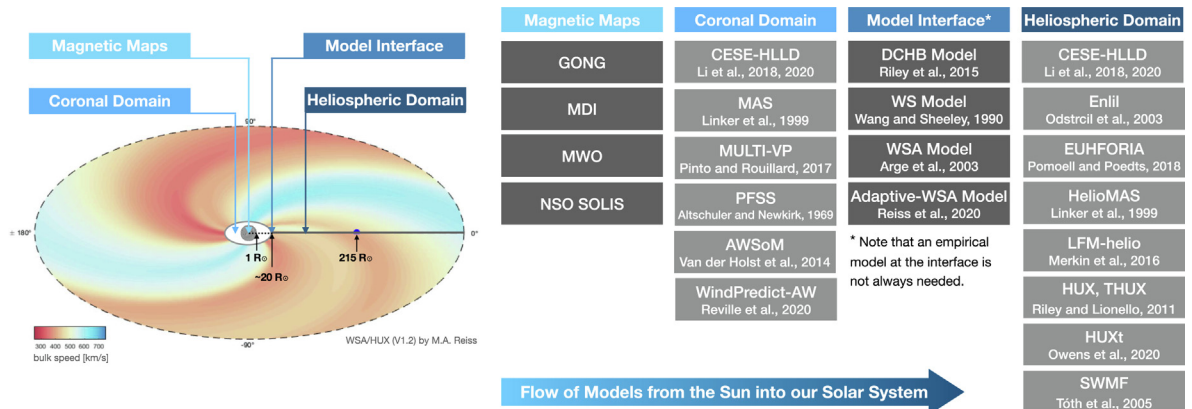 Magnetic Maps
Model Interface
Coronal Domain
Heliospheric Domain
90°
± 180°
0°
1 R☉
~20 R☉
215 R☉
-90°
300 400 500 600 700
bulk speed [km/s]
WSA/HUX (V1.2) by M.A. Reiss
Magnetic Maps
GONG
MDI
MWO
NSO SOLIS
Coronal Domain
CESE-HLLD
Li et al., 2018, 2020
MAS
Linker et al., 1999
MULTI-VP
Pinto and Rouillard, 2017
PFSS
Altschuler and Newkirk, 1969
AWSoM
Van der Holst et al., 2014
WindPredict-AW
Reville et al., 2020
Model Interface*
DCHB Model
Riley et al., 2015
WS Model
Wang and Sheeley, 1990
WSA Model
Arge et al., 2003
Adaptive-WSA Model
Reiss et al., 2020
* Note that an empirical
model at the interface is
not always needed.
Heliospheric Domain
CESE-HLLD
Li et al., 2018, 2020
Enlil
Odstrcil et al., 2003
EUHFORIA
Pomoell and Poedts, 2018
HelioMAS
Linker et al., 1999
LFM-helio
Merkin et al., 2016
HUX, THUX
Riley and Lionello, 2011
HUXt
Owens et al., 2020
SWMF
Tóth et al., 2005
Flow of Models from the Sun into our Solar System